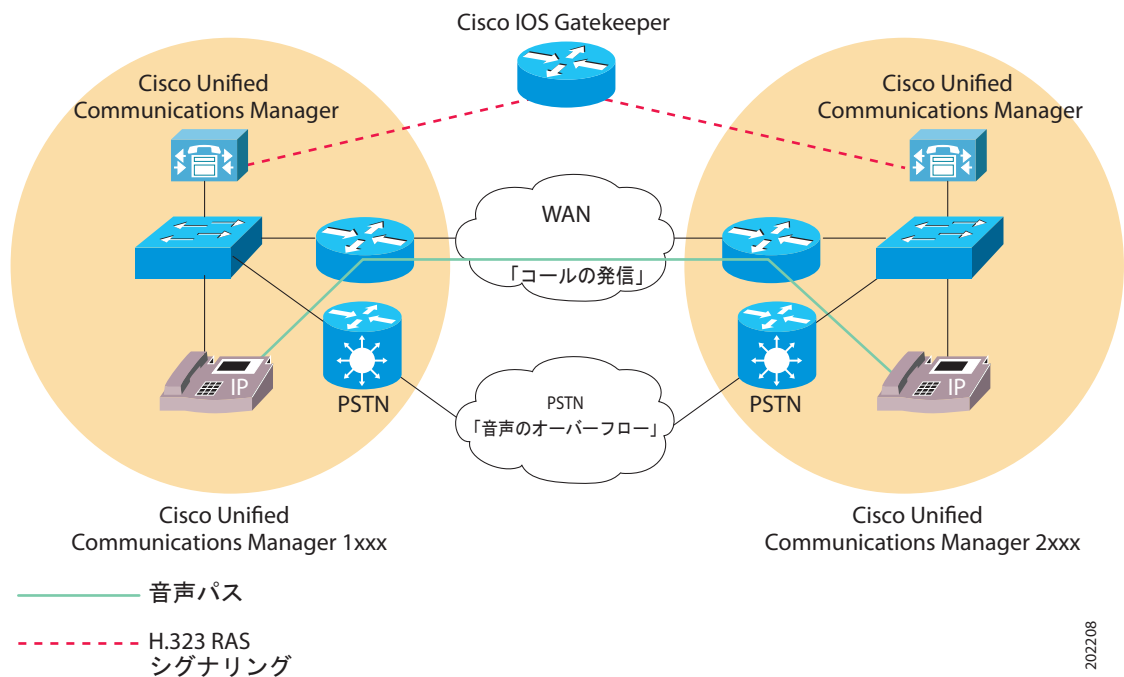 Cisco IOS Gatekeeper
Cisco Unified
Communications Manager
Cisco Unified
Communications Manager
WAN
「コールの発信」
IP
PSTN
PSTN
「音声のオーバーフロー」
PSTN
IP
Cisco Unified
Communications Manager 1xxx
Cisco Unified
Communications Manager 2xxx
音声パス
H.323 RAS
シグナリング
202208